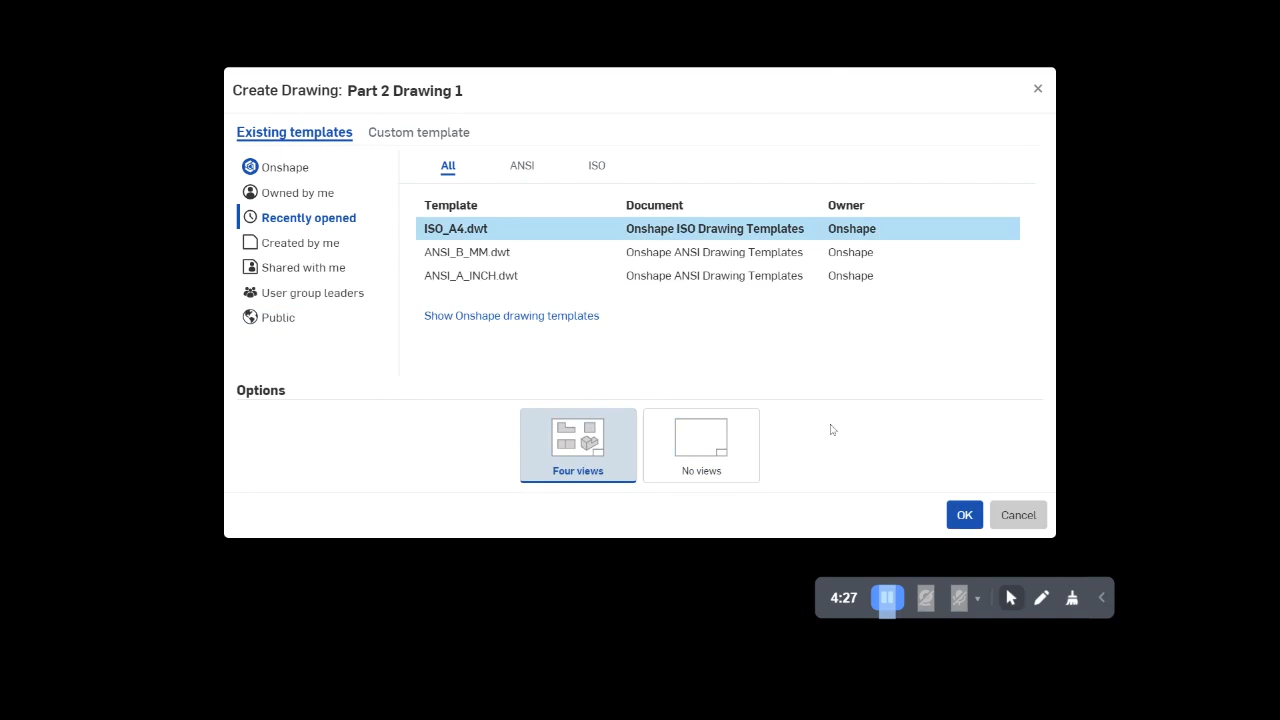 Create Drawing: Part 2 Drawing 1
Existing templates Custom template
Onshape
Owned by me
Recently opened
Created by me
Shared with me
User group leaders
Public
All ANSI ISO
Template Document Owner
ISO_A4.dwt Onshape ISO Drawing Templates Onshape
ANSI_B_MM.dwt Onshape ANSI Drawing Templates Onshape
ANSI_A_INCH.dwt Onshape ANSI Drawing Templates Onshape
Show Onshape drawing templates
Options
Four views No views
OK Cancel
4:27